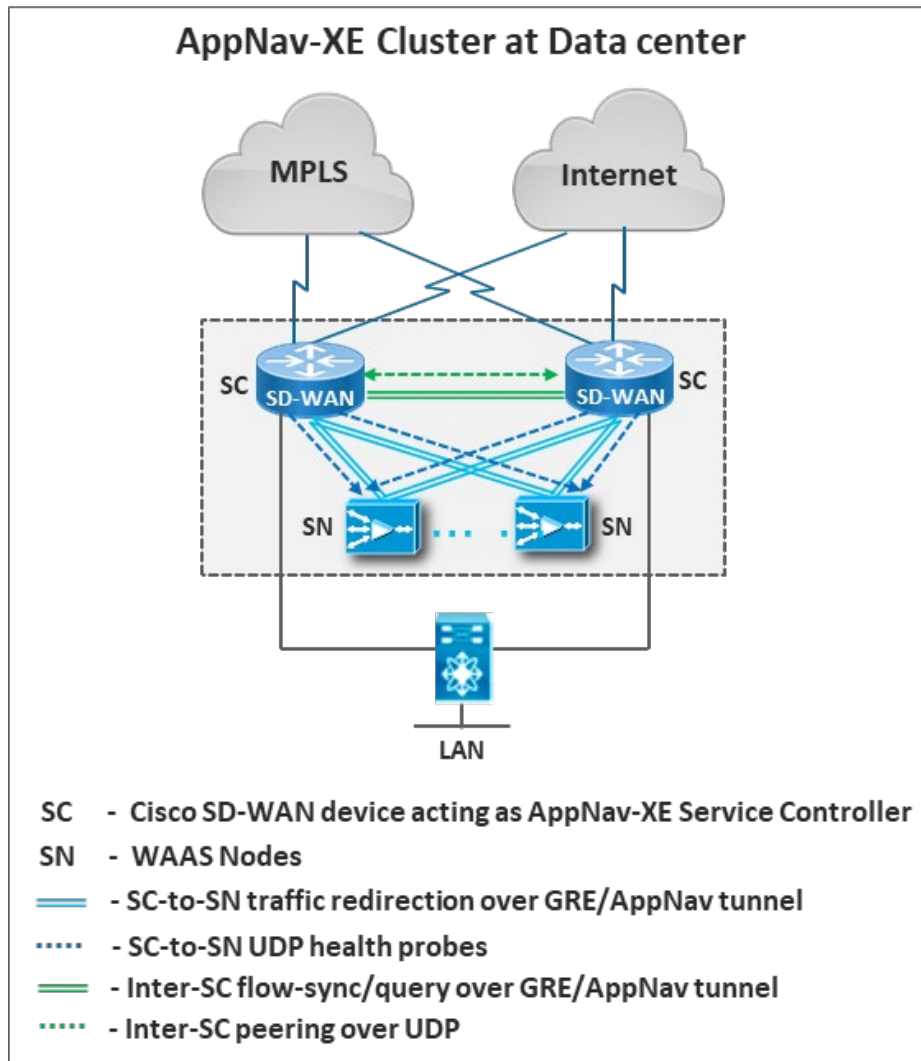 AppNav-XE Cluster at Data center
MPLS
Internet
SC
SC
SD-WAN
SD-WAN
SN
SN
LAN
SC - Cisco SD-WAN device acting as AppNav-XE Service Controller
SN - WAAS Nodes
- SC-to-SN traffic redirection over GRE/AppNav tunnel
- SC-to-SN UDP health probes
- Inter-SC flow-sync/query over GRE/AppNav tunnel
- Inter-SC peering over UDP